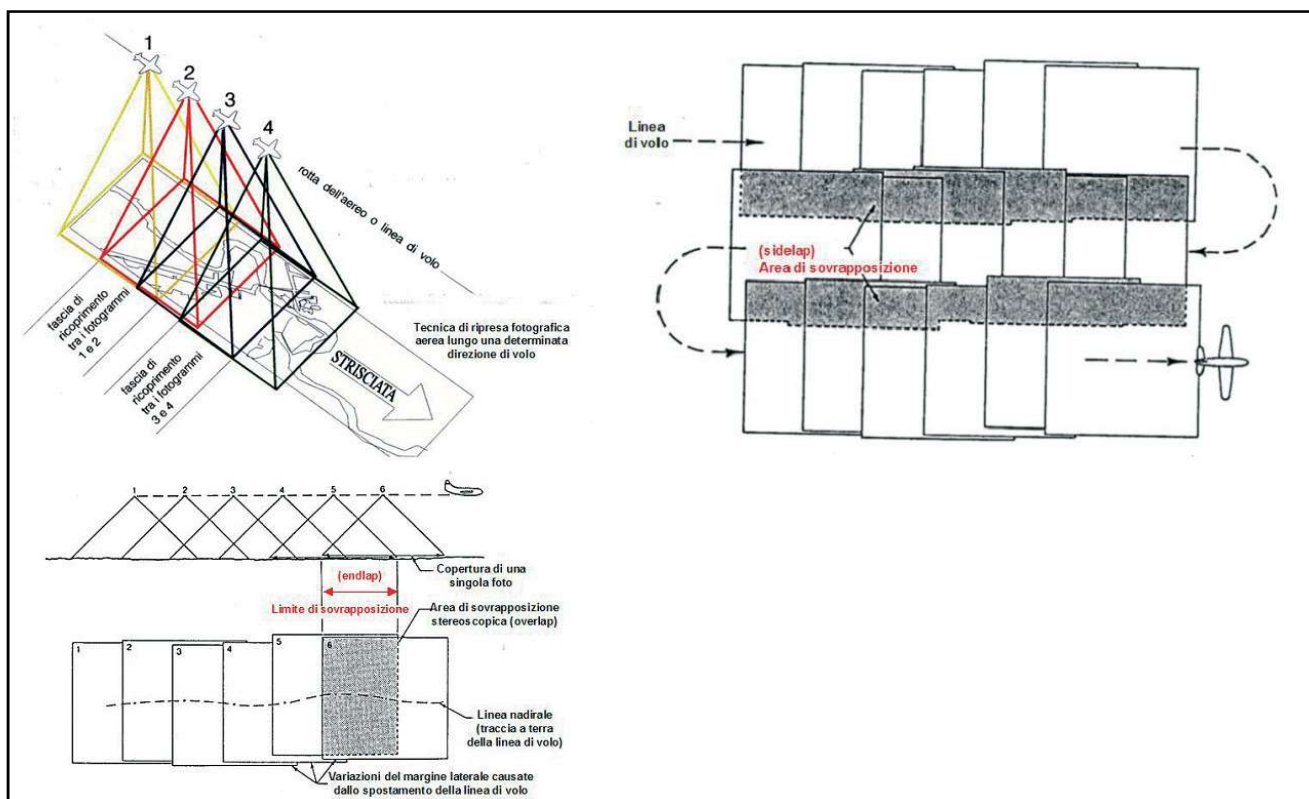 1
2
3
4
rotta dell'aereo o linea di volo
fascia di
ricoprimento
tra i fotogrammi
1 e 2
fascia di
ricoprimento
tra i fotogrammi
3 e 4
Tecnica di ripresa fotografica
aerea lungo una determinata
direzione di volo
STRISCIATA
Linea
di volo
(sidelap)
Area di sovrapposizione
1 2 3 4 5 6
Copertura di una
singola foto
(endlap)
Limite di sovrapposizione
Area di sovrapposizione
stereoscopica (overlap)
1 2 3 4 5 6
Linea nadirale
(traccia a terra
della linea di volo)
Variazioni del margine laterale causate
dallo spostamento della linea di volo